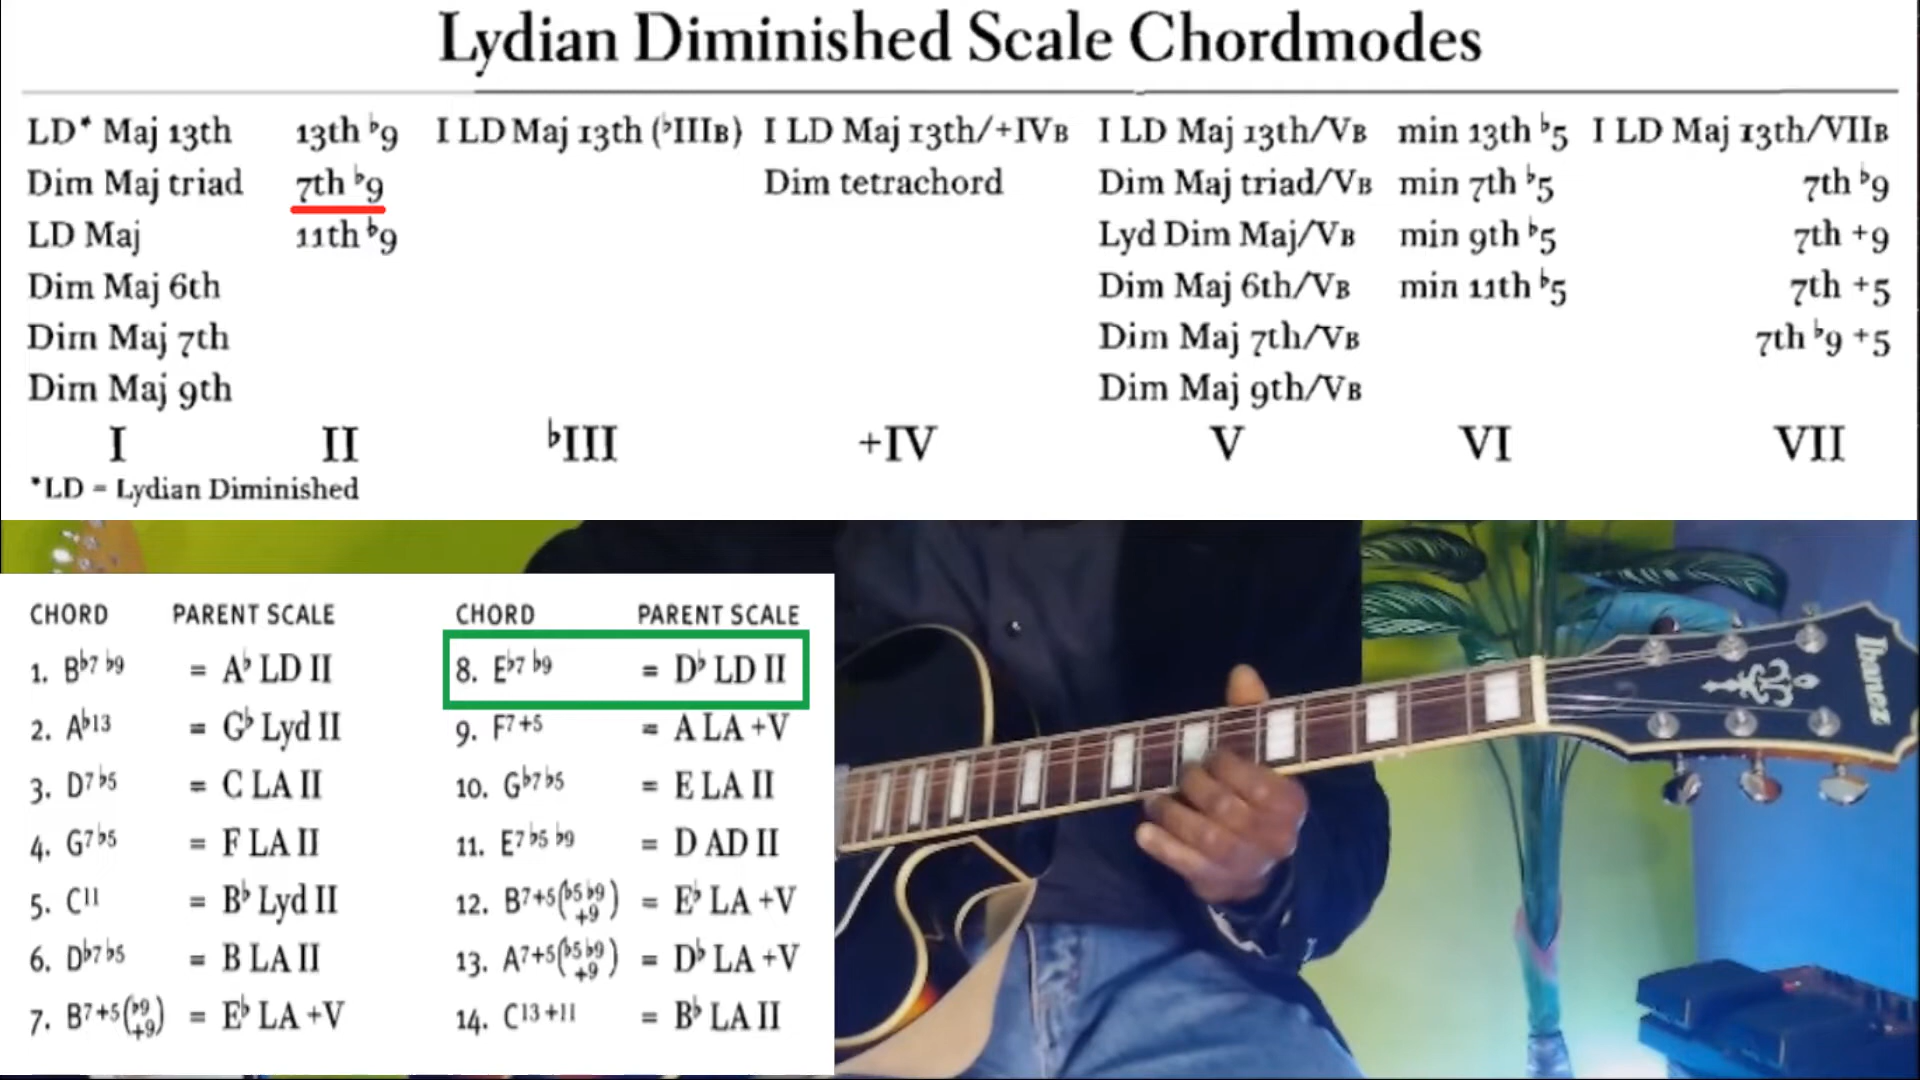 Lydian Diminished Scale Chordmodes
LD* Maj 13th 13th ♭9 I LD Maj 13th (♭IIIB) I LD Maj 13th/+IVB I LD Maj 13th/VB min 13th ♭5 I LD Maj 13th/VIIB
Dim Maj triad 7th ♭9 Dim tetrachord Dim Maj triad/VB min 7th ♭5 7th ♭9
LD Maj 11th ♭9 Lyd Dim Maj/VB min 9th ♭5 7th +9
Dim Maj 6th Dim Maj 6th/VB min 11th ♭5 7th +5
Dim Maj 7th Dim Maj 7th/VB 7th ♭9 +5
Dim Maj 9th Dim Maj 9th/VB
I II ♭III +IV V VI VII
*LD = Lydian Diminished
CHORD PARENT SCALE CHORD PARENT SCALE
1. B♭7 ♭9 = A♭ LD II 8. E♭7 ♭9 = D♭ LD II
2. A♭13 = G♭ Lyd II 9. F7+5 = A LA +V
3. D7♭5 = C LA II 10. G♭7♭5 = E LA II
4. G7♭5 = F LA II 11. E7♭5 ♭9 = D AD II
5. C11 = B♭ Lyd II 12. B7+5(♭5♭9 +9) = E♭ LA +V
6. D♭7♭5 = B LA II 13. A7+5(♭5♭9 +9) = D♭ LA +V
7. B7+5(♭9 +9) = E♭ LA +V 14. C13+11 = B♭ LA II
Ibanez